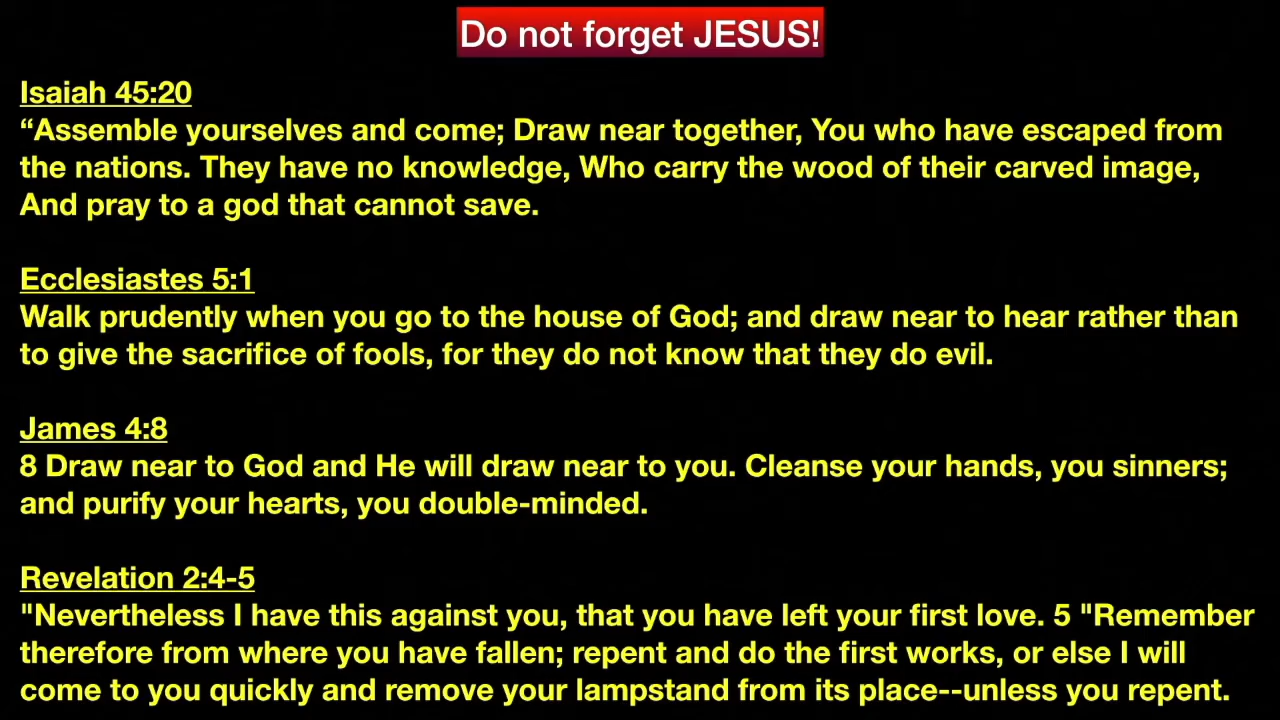 Do not forget JESUS!
Isaiah 45:20
“Assemble yourselves and come; Draw near together, You who have escaped from
the nations. They have no knowledge, Who carry the wood of their carved image,
And pray to a god that cannot save.
Ecclesiastes 5:1
Walk prudently when you go to the house of God; and draw near to hear rather than
to give the sacrifice of fools, for they do not know that they do evil.
James 4:8
8 Draw near to God and He will draw near to you. Cleanse your hands, you sinners;
and purify your hearts, you double-minded.
Revelation 2:4-5
"Nevertheless I have this against you, that you have left your first love. 5 "Remember
therefore from where you have fallen; repent and do the first works, or else I will
come to you quickly and remove your lampstand from its place--unless you repent.